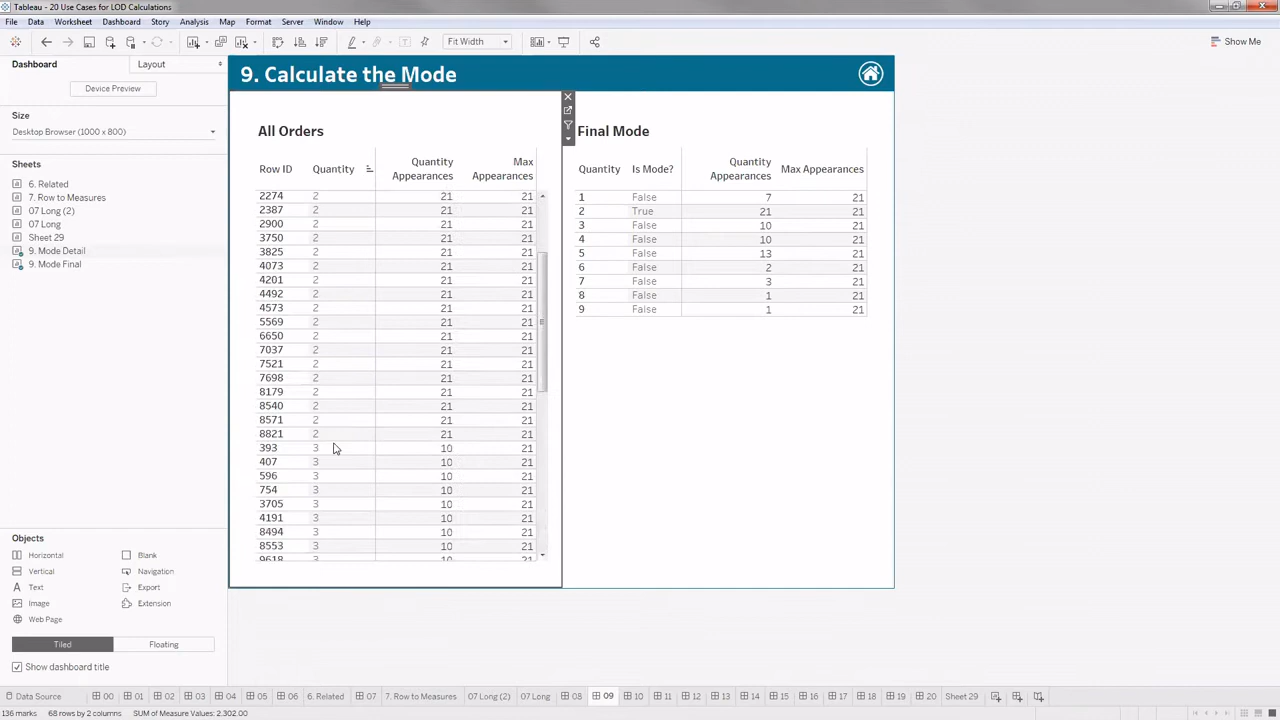 Tableau - 20 Use Cases for LOD Calculations
File Data Worksheet Dashboard Story Analysis Map Format Server Window Help
Fit Width
Show Me
Dashboard Layout
Device Preview
Size
Desktop Browser (1000 x 800)
Sheets
6. Related
7. Row to Measures
07 Long (2)
07 Long
Sheet 29
9. Mode Detail
9. Mode Final
Objects
Horizontal Blank
Vertical Navigation
Text Export
Image Extension
Web Page
Tiled Floating
Show dashboard title
9. Calculate the Mode
All Orders
Row ID Quantity Quantity Appearances Max Appearances
2274 2 21 21
2387 2 21 21
2900 2 21 21
3750 2 21 21
3825 2 21 21
4073 2 21 21
4201 2 21 21
4492 2 21 21
4573 2 21 21
5569 2 21 21
6650 2 21 21
7037 2 21 21
7521 2 21 21
7698 2 21 21
8179 2 21 21
8540 2 21 21
8571 2 21 21
8821 2 21 21
393 3 10 21
407 3 10 21
596 3 10 21
754 3 10 21
3705 3 10 21
4191 3 10 21
8494 3 10 21
8553 3 10 21
9618 3 10 21
Final Mode
Quantity Is Mode? Quantity Appearances Max Appearances
1 False 7 21
2 True 21 21
3 False 10 21
4 False 10 21
5 False 13 21
6 False 2 21
7 False 3 21
8 False 1 21
9 False 1 21
Data Source 00 01 02 03 04 05 06 6. Related 07 7. Row to Measures 07 Long (2) 07 Long 08 09 10 11 12 13 14 15 16 17 18 19 20 Sheet 29
136 marks 68 rows by 2 columns SUM of Measure Values: 2.302.00